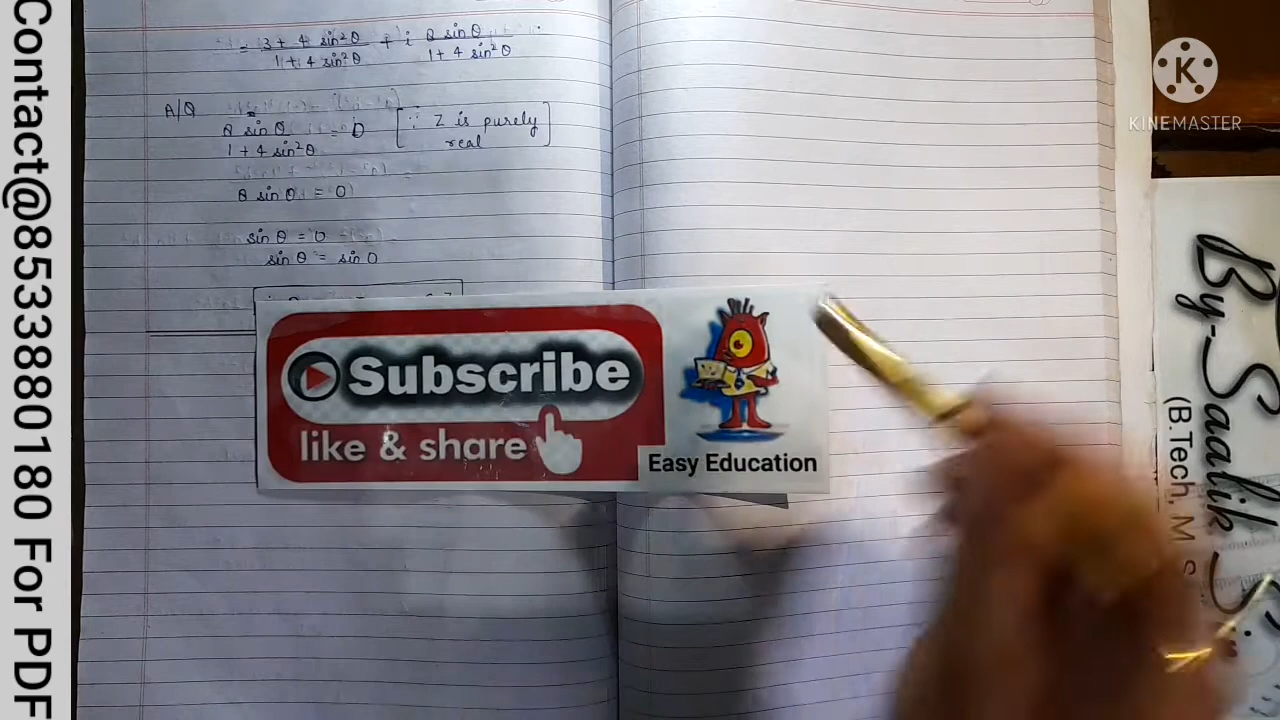 = 3 + 4 sin²θ / 1 + 4 sin²θ + i 8 sin θ / 1 + 4 sin²θ
A/Q
8 sin θ / 1 + 4 sin²θ = 0 [∵ Z is purely
real]
8 sin θ = 0
sin θ = 0
sin θ = sin 0
Subscribe
like & share
Easy Education
KINEMASTER
Contact@8533880180 For PDF
By-Saalik Sir
(B.Tech, M